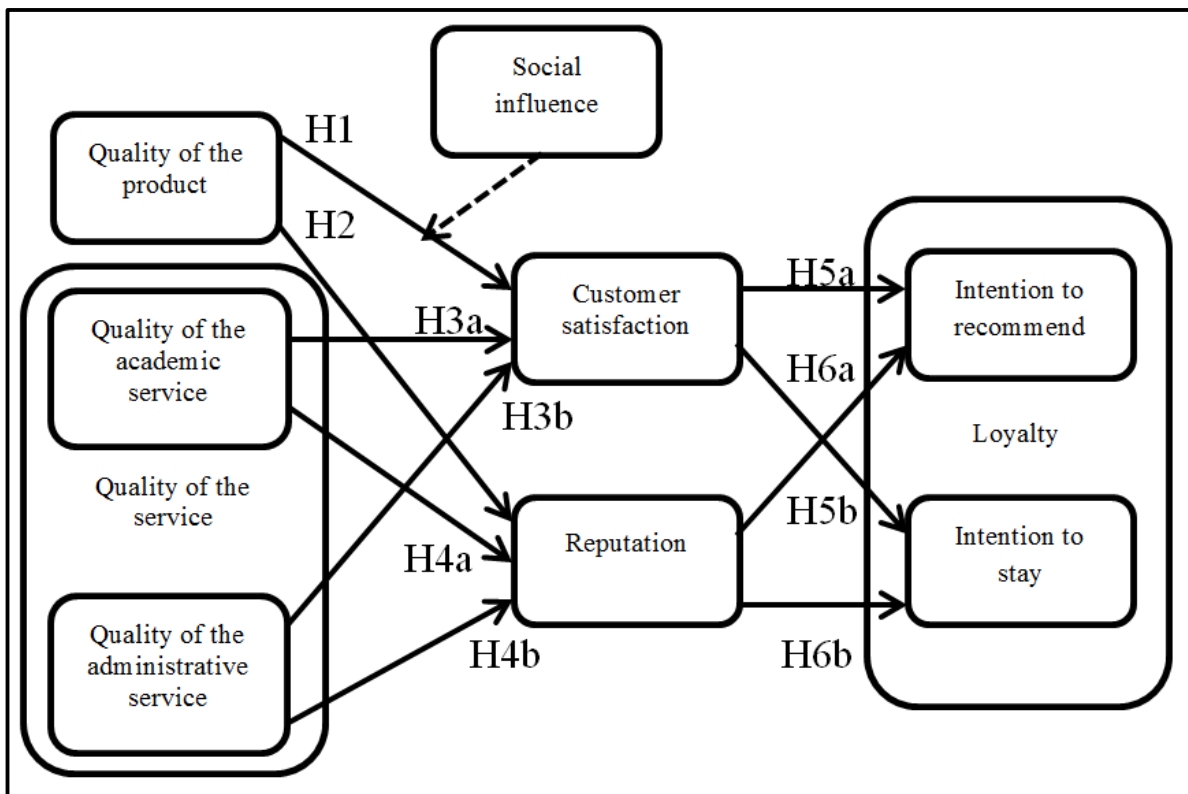 Social
influence
H1
Quality of the
product
H2
Customer
satisfaction
H5a
Intention to
recommend
Quality of the
academic
service
H3a
H6a
H3b
Loyalty
Quality of the
service
H5b
Reputation
Intention to
stay
H4a
Quality of the
administrative
service
H4b
H6b